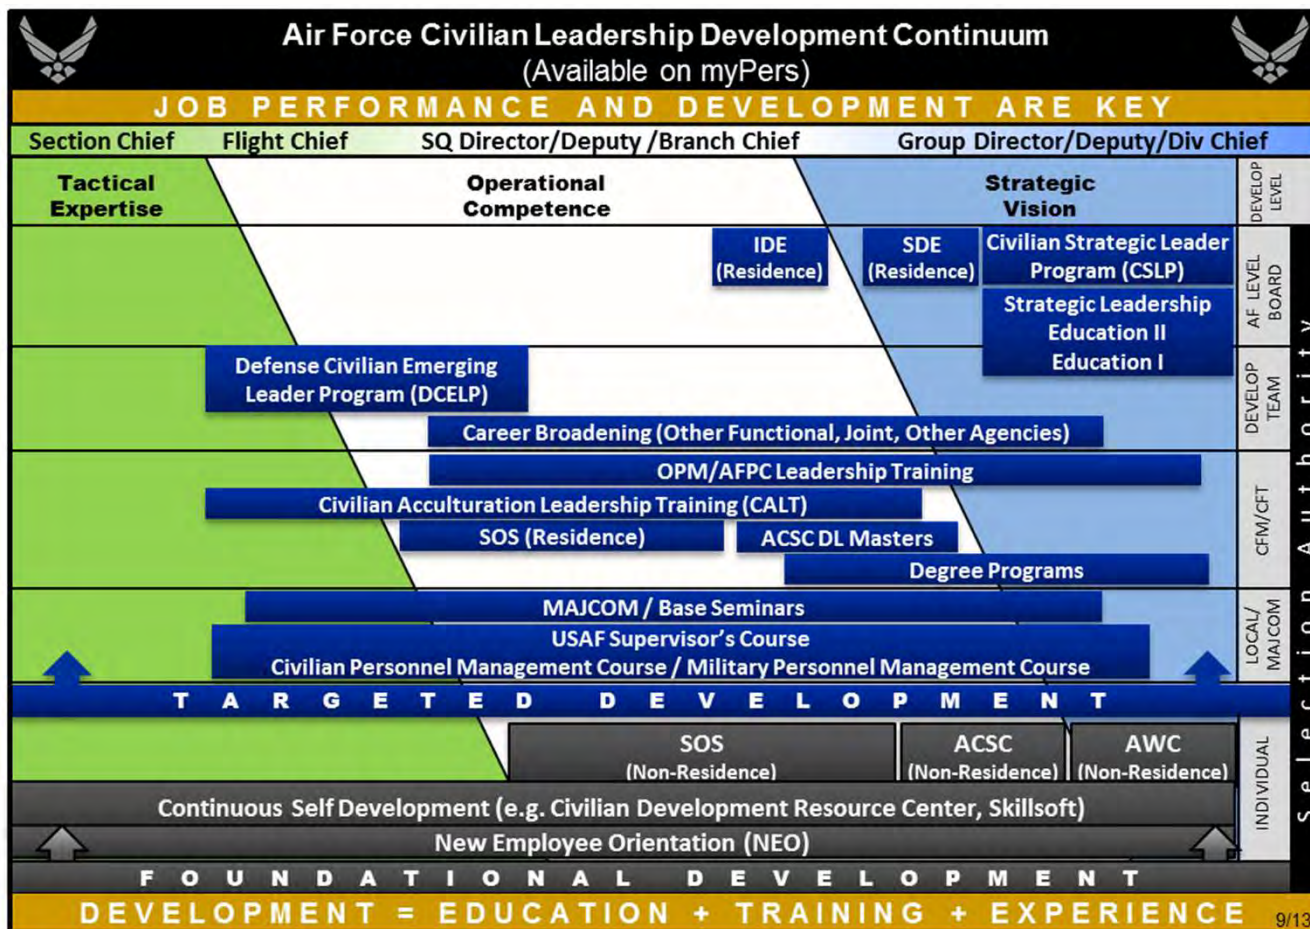 Air Force Civilian Leadership Development Continuum
(Available on myPers)
JOB PERFORMANCE AND DEVELOPMENT ARE KEY
Section Chief Flight Chief SQ Director/Deputy /Branch Chief Group Director/Deputy/Div Chief
Tactical
Expertise
Operational
Competence
Strategic
Vision
DEVELOP
LEVEL
IDE
(Residence)
SDE
(Residence)
Civilian Strategic Leader
Program (CSLP)
Strategic Leadership
Education II
Education I
AF LEVEL
BOARD
Defense Civilian Emerging
Leader Program (DCELP)
Career Broadening (Other Functional, Joint, Other Agencies)
DEVELOP
TEAM
OPM/AFPC Leadership Training
Civilian Acculturation Leadership Training (CALT)
SOS (Residence)
ACSC DL Masters
Degree Programs
CFM/CFT
MAJCOM / Base Seminars
USAF Supervisor's Course
Civilian Personnel Management Course / Military Personnel Management Course
LOCAL/
MAJCOM
TARGETED DEVELOPMENT
SOS
(Non-Residence)
ACSC
(Non-Residence)
AWC
(Non-Residence)
Continuous Self Development (e.g. Civilian Development Resource Center, Skillsoft)
New Employee Orientation (NEO)
INDIVIDUAL
Selection Authority
FOUNDATIONAL DEVELOPMENT
DEVELOPMENT = EDUCATION + TRAINING + EXPERIENCE
9/13